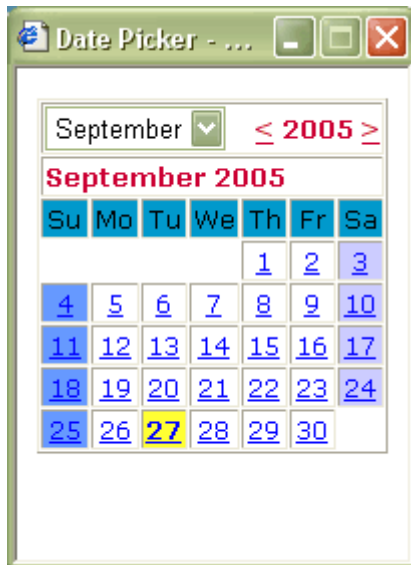 Date Picker - ...
September < 2005 >
September 2005
Su Mo Tu We Th Fr Sa
1 2 3
4 5 6 7 8 9 10
11 12 13 14 15 16 17
18 19 20 21 22 23 24
25 26 27 28 29 30